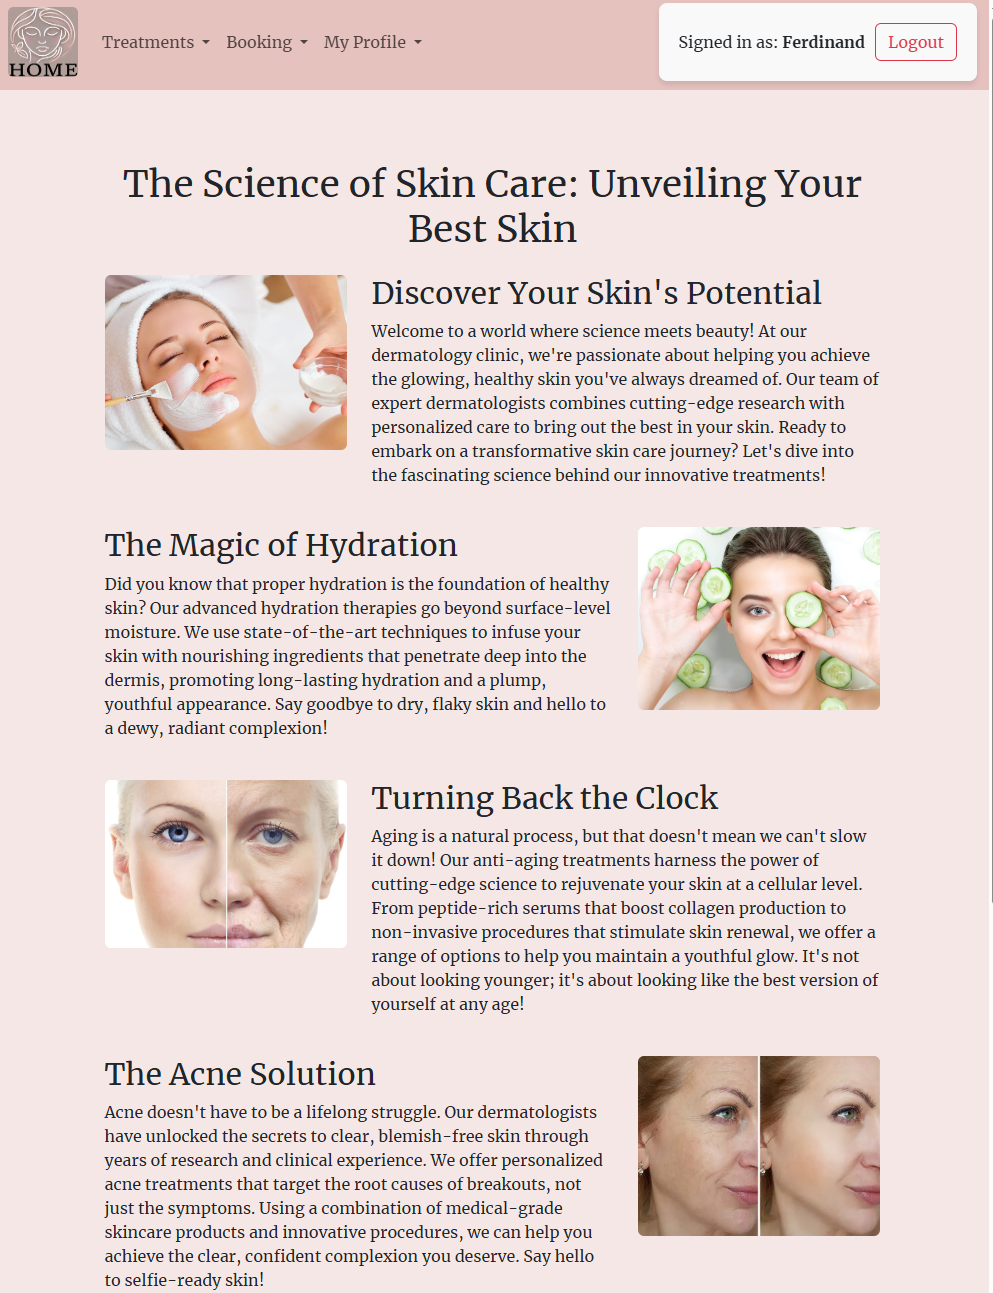 HOME
Treatments
Booking
My Profile
Signed in as: Ferdinand
Logout
The Science of Skin Care: Unveiling Your
Best Skin
Discover Your Skin's Potential
Welcome to a world where science meets beauty! At our
dermatology clinic, we're passionate about helping you achieve
the glowing, healthy skin you've always dreamed of. Our team of
expert dermatologists combines cutting-edge research with
personalized care to bring out the best in your skin. Ready to
embark on a transformative skin care journey? Let's dive into
the fascinating science behind our innovative treatments!
The Magic of Hydration
Did you know that proper hydration is the foundation of healthy
skin? Our advanced hydration therapies go beyond surface-level
moisture. We use state-of-the-art techniques to infuse your
skin with nourishing ingredients that penetrate deep into the
dermis, promoting long-lasting hydration and a plump,
youthful appearance. Say goodbye to dry, flaky skin and hello to
a dewy, radiant complexion!
Turning Back the Clock
Aging is a natural process, but that doesn't mean we can't slow
it down! Our anti-aging treatments harness the power of
cutting-edge science to rejuvenate your skin at a cellular level.
From peptide-rich serums that boost collagen production to
non-invasive procedures that stimulate skin renewal, we offer a
range of options to help you maintain a youthful glow. It's not
about looking younger; it's about looking like the best version of
yourself at any age!
The Acne Solution
Acne doesn't have to be a lifelong struggle. Our dermatologists
have unlocked the secrets to clear, blemish-free skin through
years of research and clinical experience. We offer personalized
acne treatments that target the root causes of breakouts, not
just the symptoms. Using a combination of medical-grade
skincare products and innovative procedures, we can help you
achieve the clear, confident complexion you deserve. Say hello
to selfie-ready skin!